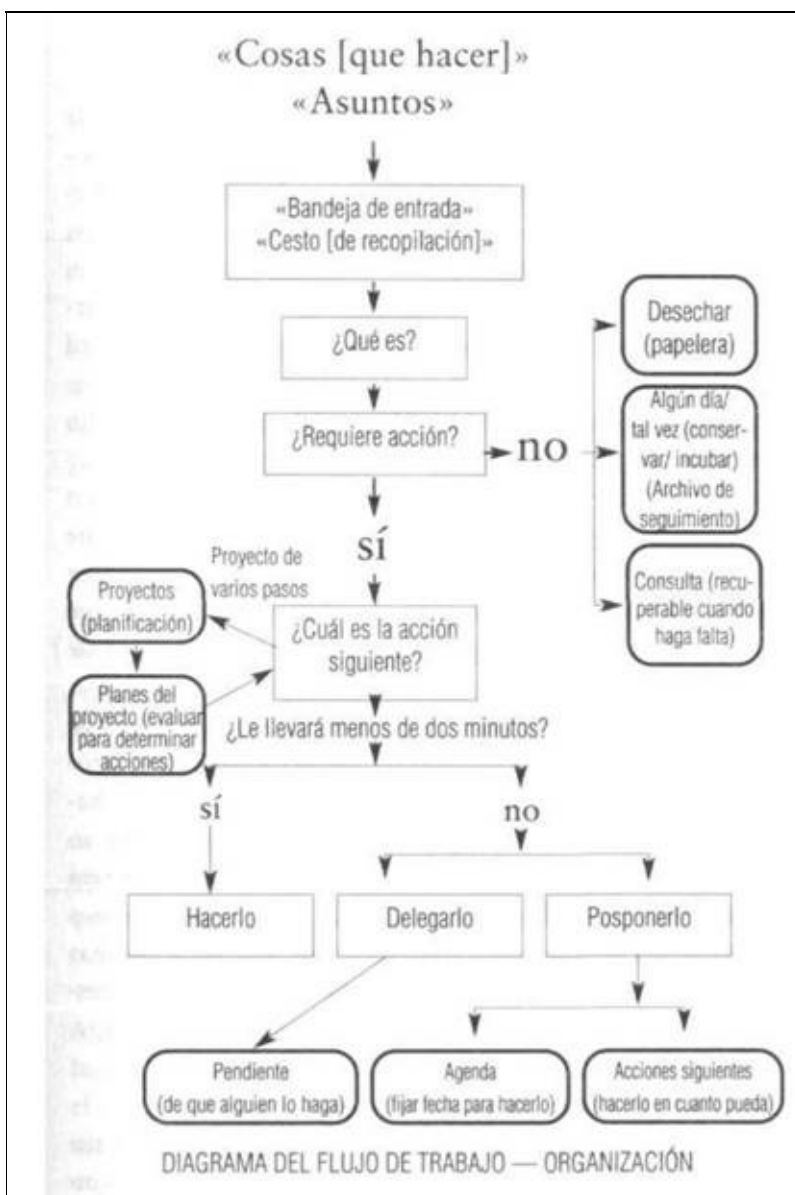 «Cosas [que hacer]»
«Asuntos»
«Bandeja de entrada»
«Cesto [de recopilación]»
¿Qué es?
¿Requiere acción?
no
Desechar
(papelera)
Algún día/
tal vez (conser-
var/ incubar)
(Archivo de
seguimiento)
Consulta (recu-
perable cuando
haga falta)
sí
Proyecto de
varios pasos
Proyectos
(planificación)
¿Cuál es la acción
siguiente?
Planes del
proyecto (evaluar
para determinar
acciones)
¿Le llevará menos de dos minutos?
sí
no
Hacerlo
Delegarlo
Posponerlo
Pendiente
(de que alguien lo haga)
Agenda
(fijar fecha para hacerlo)
Acciones siguientes
(hacerlo en cuanto pueda)
DIAGRAMA DEL FLUJO DE TRABAJO — ORGANIZACIÓN